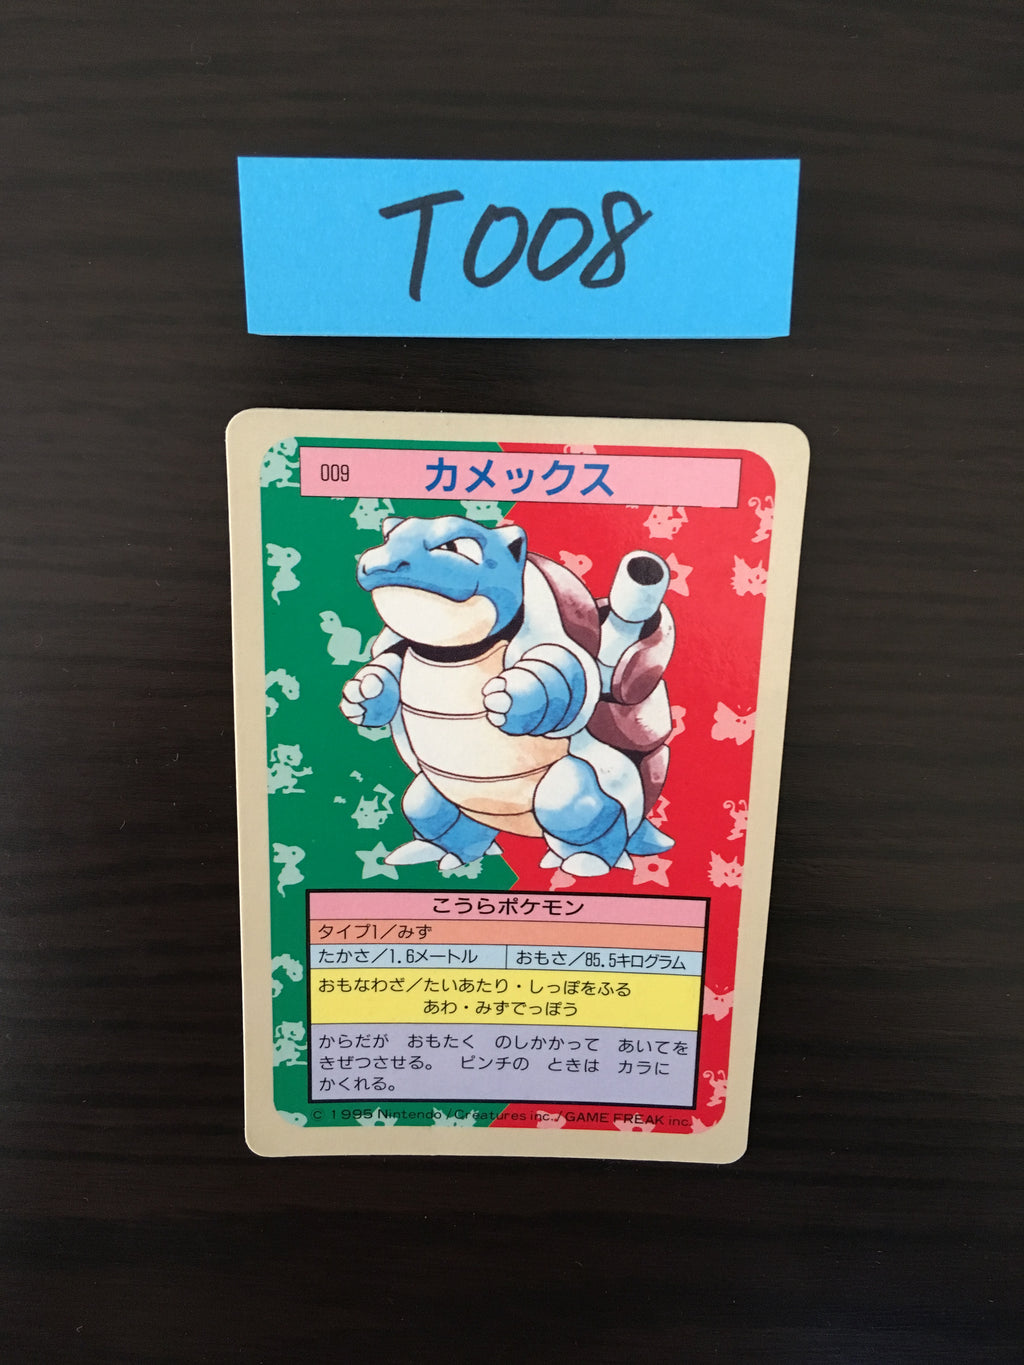 T008
009 カメックス
こうらポケモン
タイプ1/みず
たかさ/1.6メートル おもさ/85.5キログラム
おもなわざ/たいあたり・しっぽをふる
あわ・みずでっぽう
からだが おもたく のしかかって あいてを
きぜつさせる。 ピンチの ときは カラに
かくれる。
© 1995 Nintendo/Creatures inc./GAME FREAK inc.